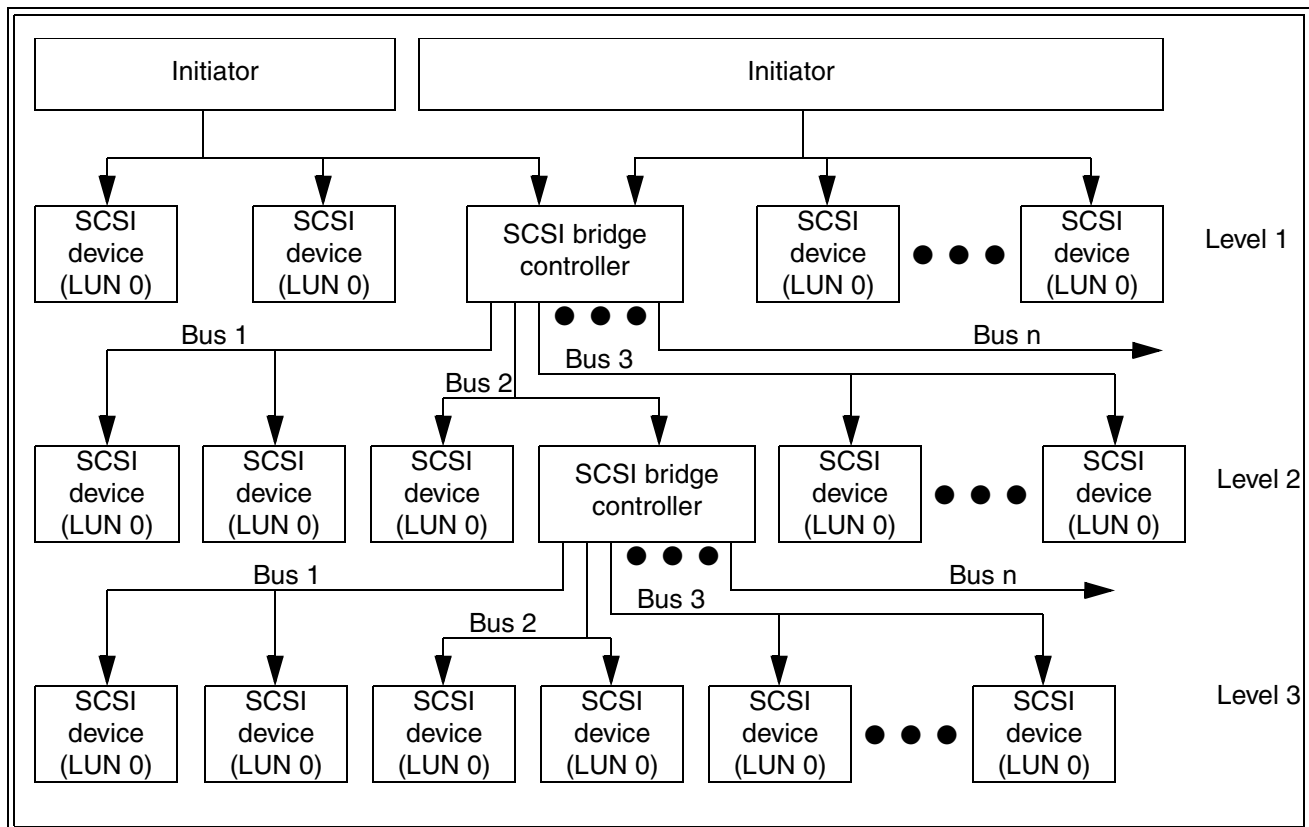 Initiator
Initiator
SCSI
device
(LUN 0)
SCSI
device
(LUN 0)
SCSI bridge
controller
SCSI
device
(LUN 0)
SCSI
device
(LUN 0)
Level 1
Bus 1
Bus 2
Bus 3
Bus n
SCSI
device
(LUN 0)
SCSI
device
(LUN 0)
SCSI
device
(LUN 0)
SCSI bridge
controller
SCSI
device
(LUN 0)
SCSI
device
(LUN 0)
Level 2
Bus 1
Bus 2
Bus 3
Bus n
SCSI
device
(LUN 0)
SCSI
device
(LUN 0)
SCSI
device
(LUN 0)
SCSI
device
(LUN 0)
SCSI
device
(LUN 0)
SCSI
device
(LUN 0)
Level 3